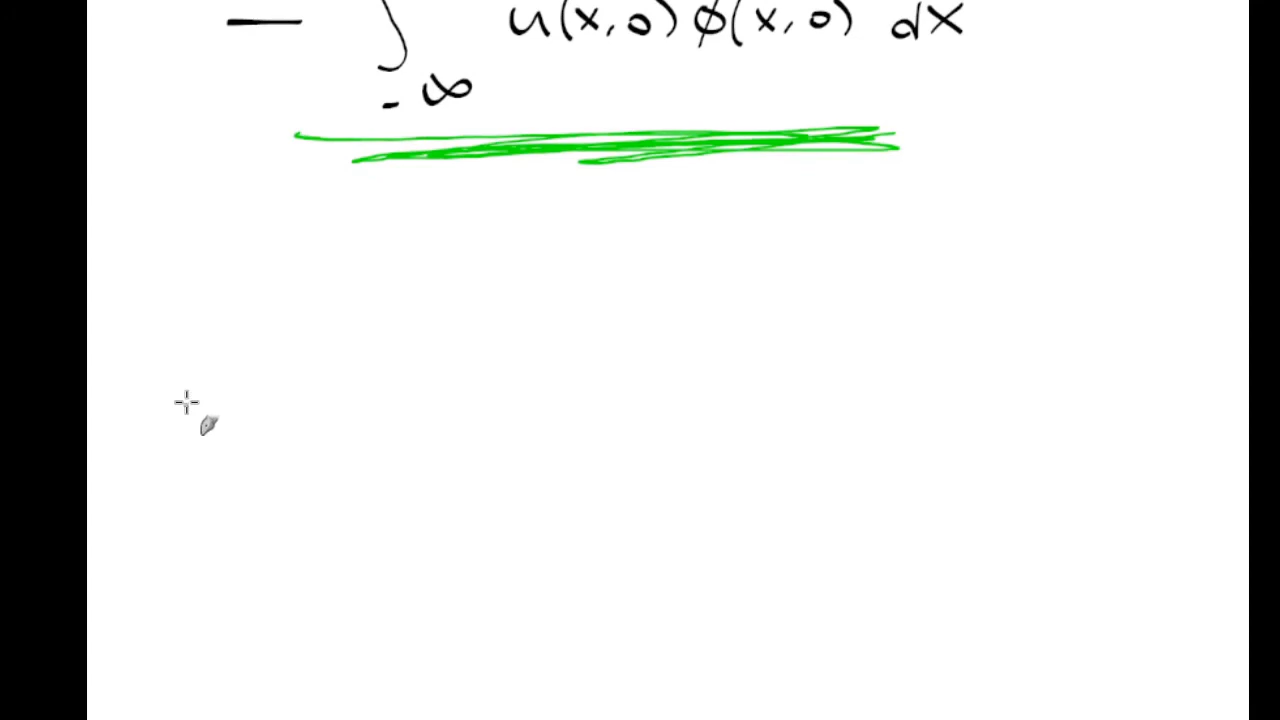 — ∫ u(x,0) ϕ(x,0) dx
-∞